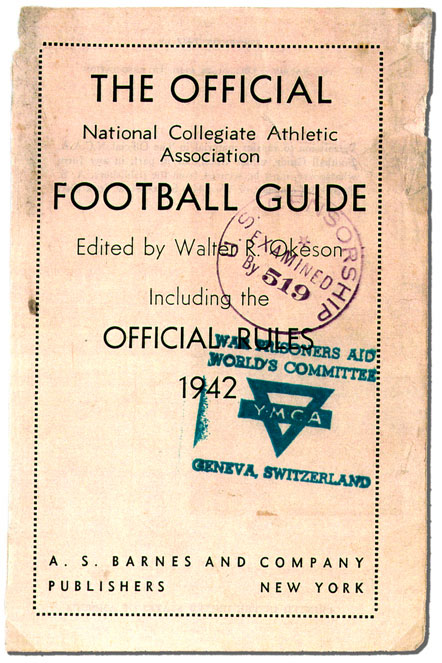 THE OFFICIAL
National Collegiate Athletic
Association
FOOTBALL GUIDE
Edited by Walter R. Okeson
Including the
OFFICIAL RULES
1942
CENSORSHIP
EXAMINED
By 519
WAR PRISONERS AID
WORLD'S COMMITTEE
YMCA
GENEVA, SWITZERLAND
A. S. BARNES AND COMPANY
PUBLISHERS NEW YORK